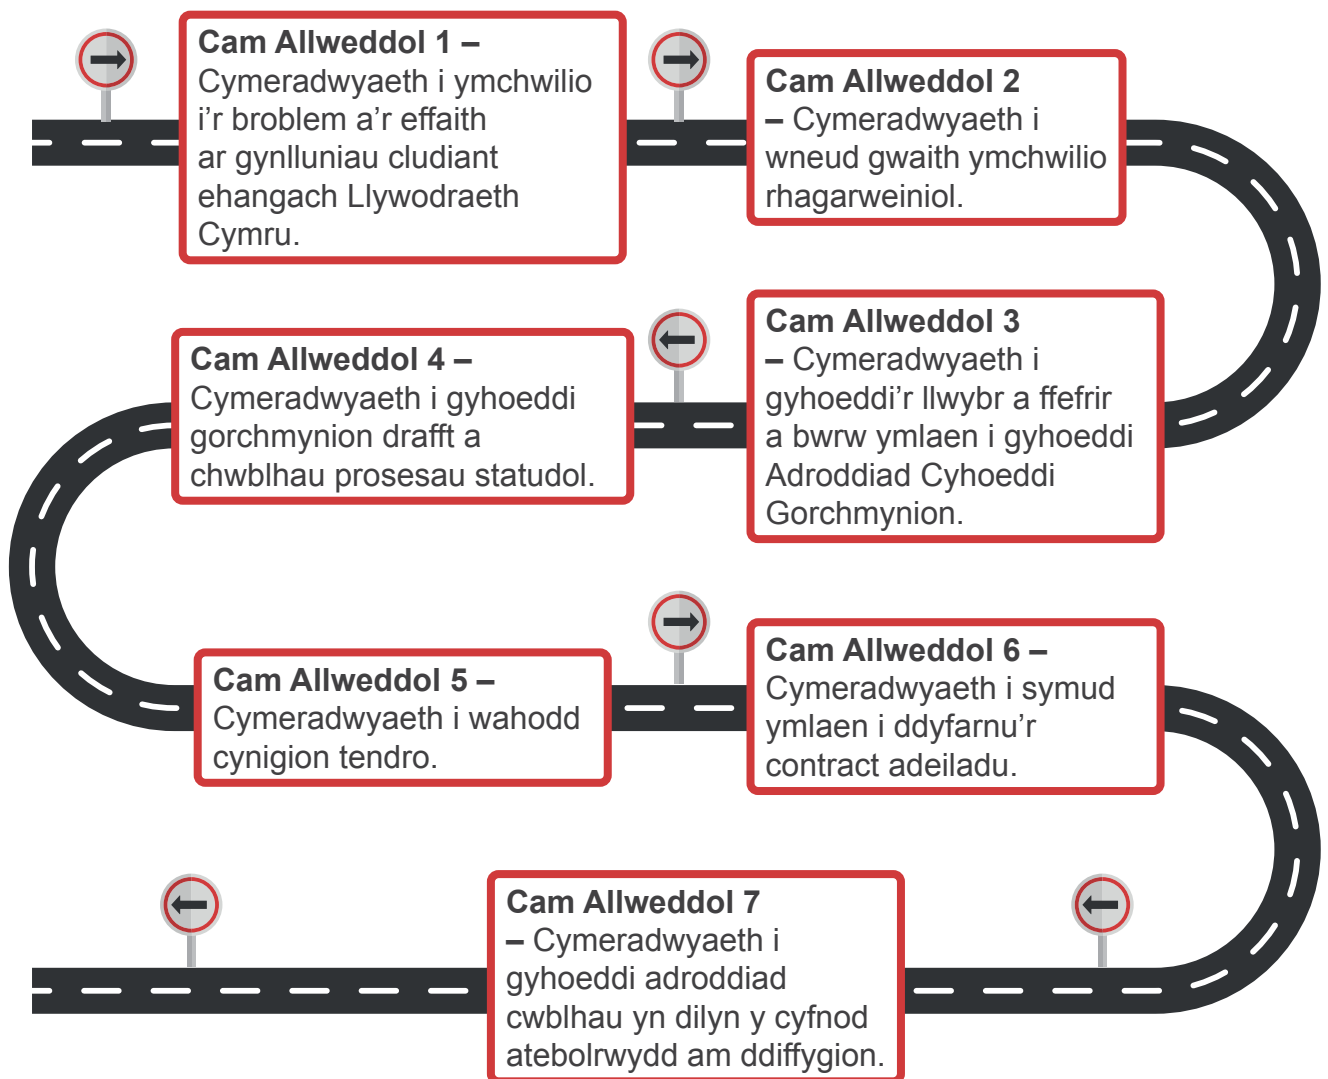 Cam Allweddol 1 –
Cymeradwyaeth i ymchwilio
i'r broblem a'r effaith
ar gynlluniau cludiant
ehangach Llywodraeth
Cymru.
Cam Allweddol 2
– Cymeradwyaeth i
wneud gwaith ymchwilio
rhagarweiniol.
Cam Allweddol 3
– Cymeradwyaeth i
gyhoeddi'r llwybr a ffefrir
a bwrw ymlaen i gyhoeddi
Adroddiad Cyhoeddi
Gorchmynion.
Cam Allweddol 4 –
Cymeradwyaeth i gyhoeddi
gorchmynion drafft a
chwblhau prosesau statudol.
Cam Allweddol 5 –
Cymeradwyaeth i wahodd
cynigion tendro.
Cam Allweddol 6 –
Cymeradwyaeth i symud
ymlaen i ddyfarnu'r
contract adeiladu.
Cam Allweddol 7
– Cymeradwyaeth i
gyhoeddi adroddiad
cwblhau yn dilyn y cyfnod
atebolrwydd am ddiffygion.